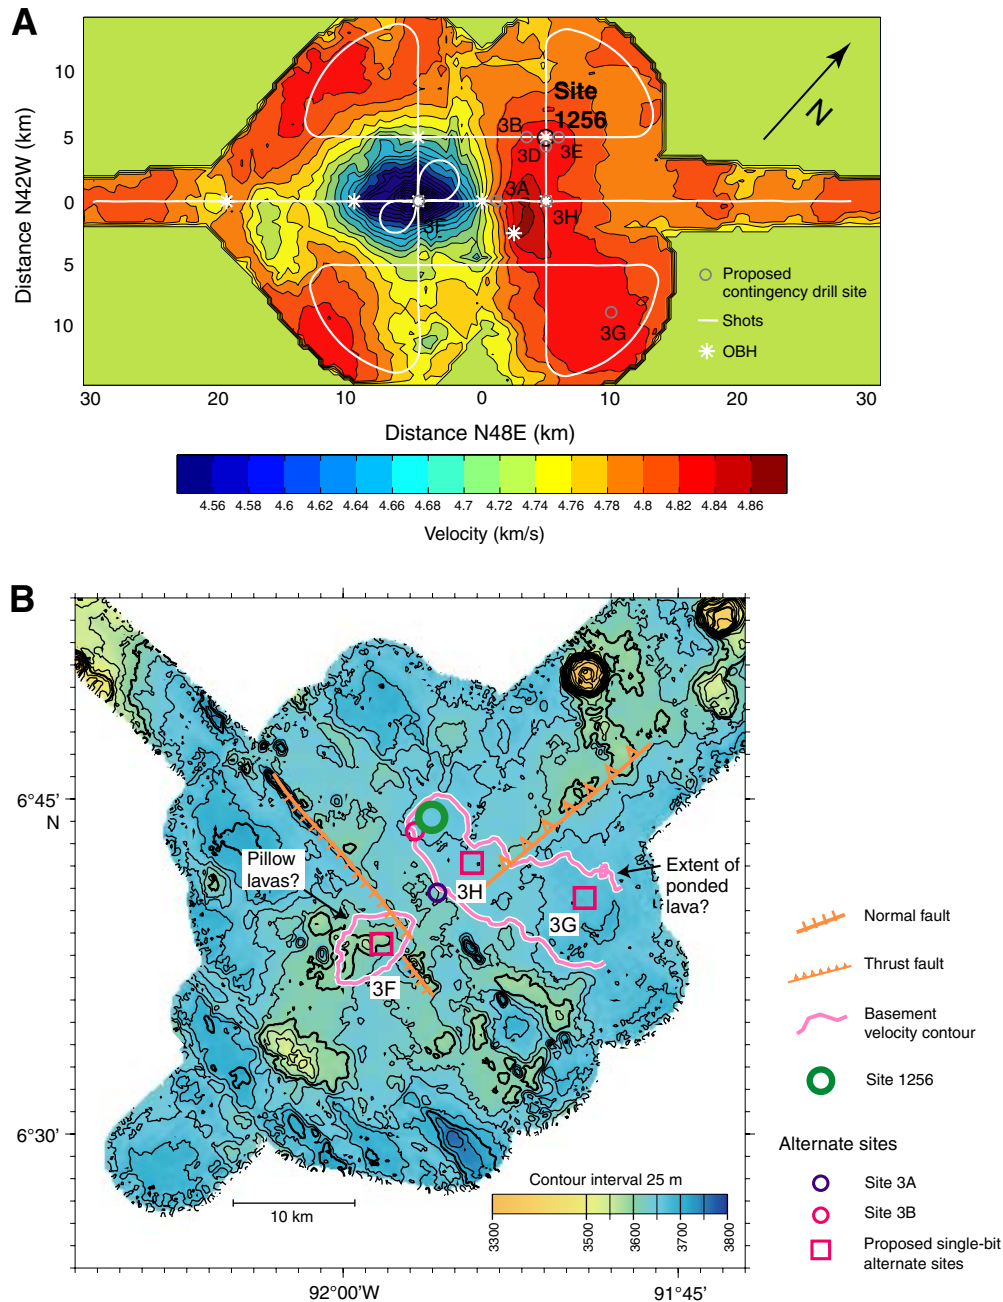 A
Distance N42W (km)
10
5
0
5
10
Site
1256
3B
3D
3E
3A
3H
3F
3G
N
Proposed
contingency drill site
Shots
OBH
30
20
10
0
10
20
30
Distance N48E (km)
4.56
4.58
4.6
4.62
4.64
4.66
4.7
4.72
4.74
4.76
4.78
4.8
4.82
4.84
4.86
Velocity (km/s)
B
6°45'
N
6°30'
Pillow
lavas?
3H
3G
3F
Extent of
ponded
lava?
Contour interval 25 m
3300
3500
3600
3700
3800
10 km
92°00'W
91°45'
Normal fault
Thrust fault
Basement
velocity contour
Site 1256
Alternate sites
Site 3A
Site 3B
Proposed single-bit
alternate sites